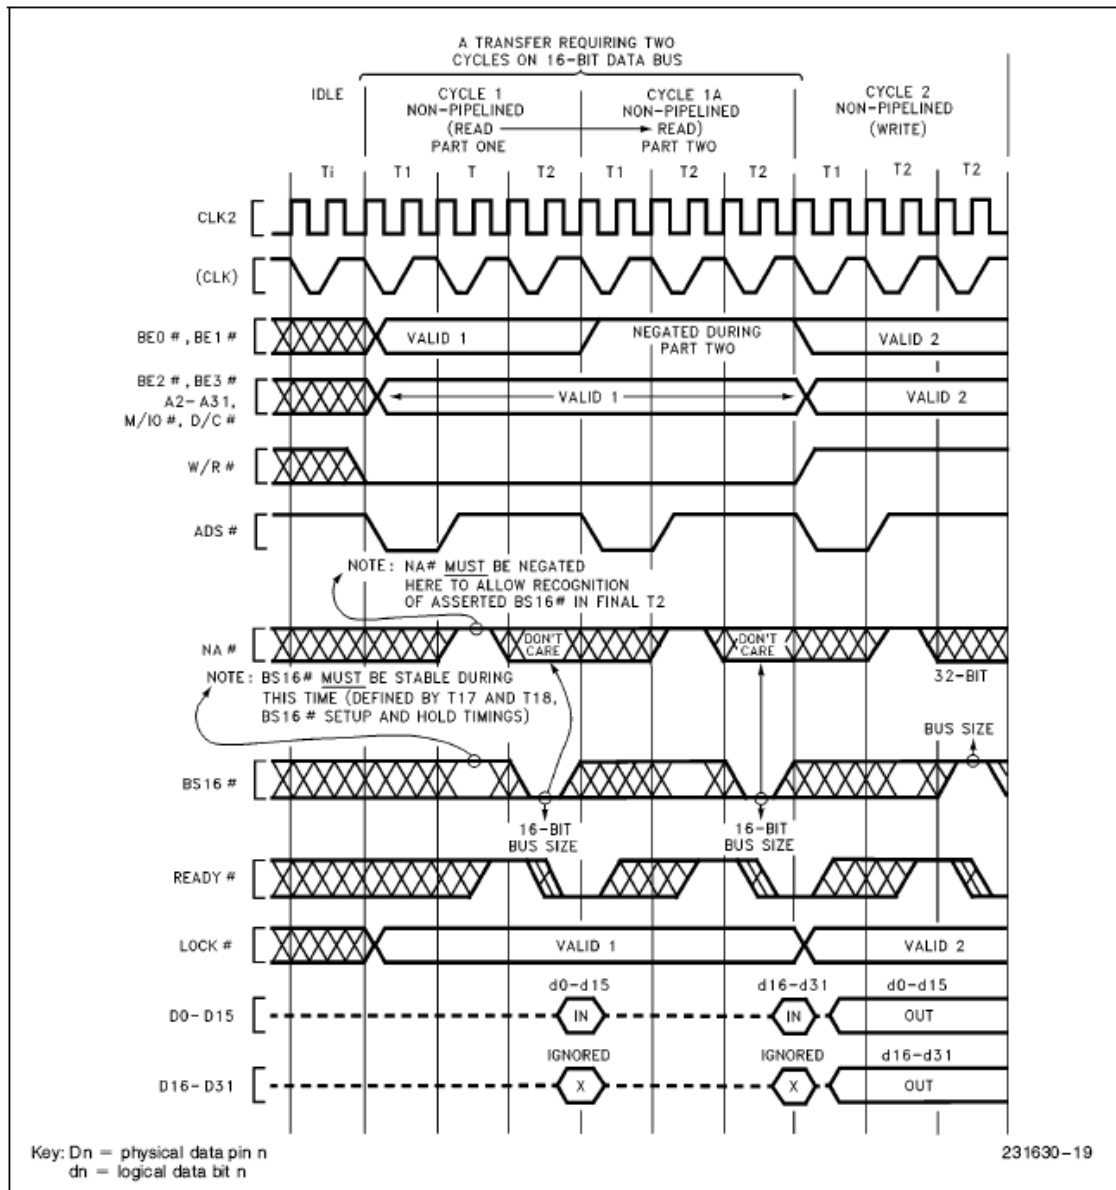 A TRANSFER REQUIRING TWO
CYCLES ON 16-BIT DATA BUS
IDLE
CYCLE 1
NON-PIPELINED
(READ
PART ONE
CYCLE 1A
NON-PIPELINED
READ)
PART TWO
CYCLE 2
NON-PIPELINED
(WRITE)
Ti T1 T T2 T1 T2 T2 T1 T2 T2
CLK2
(CLK)
BE0 #, BE1 #
VALID 1
NEGATED DURING
PART TWO
VALID 2
BE2 #, BE3 #
A2-A31,
M/IO #, D/C #
VALID 1
VALID 2
W/R #
ADS #
NOTE: NA# MUST BE NEGATED
HERE TO ALLOW RECOGNITION
OF ASSERTED BS16# IN FINAL T2
NA #
DON'T
CARE
DON'T
CARE
NOTE: BS16# MUST BE STABLE DURING
THIS TIME (DEFINED BY T17 AND T18,
BS16 # SETUP AND HOLD TIMINGS)
32-BIT
BUS SIZE
BS16 #
16-BIT
BUS SIZE
16-BIT
BUS SIZE
READY #
LOCK #
VALID 1
VALID 2
d0-d15 d16-d31 d0-d15
D0-D15
IN IN OUT
IGNORED IGNORED d16-d31
D16-D31
X X OUT
Key: Dn = physical data pin n
dn = logical data bit n
231630-19